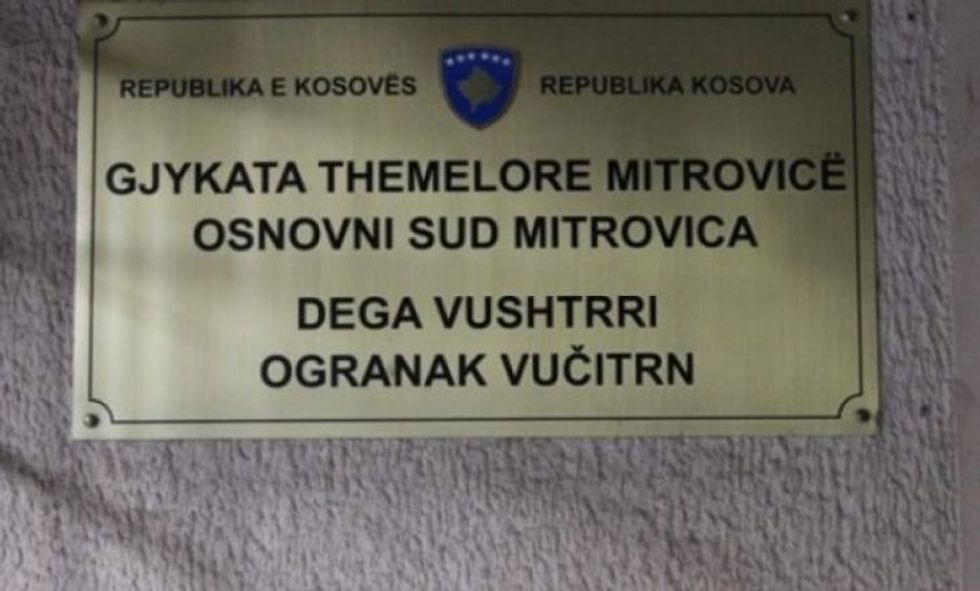 REPUBLIKA E KOSOVËS REPUBLIKA KOSOVA
GJYKATA THEMELORE MITROVICË
OSNOVNI SUD MITROVICA
DEGA VUSHTRRI
OGRANAK VUČITRN